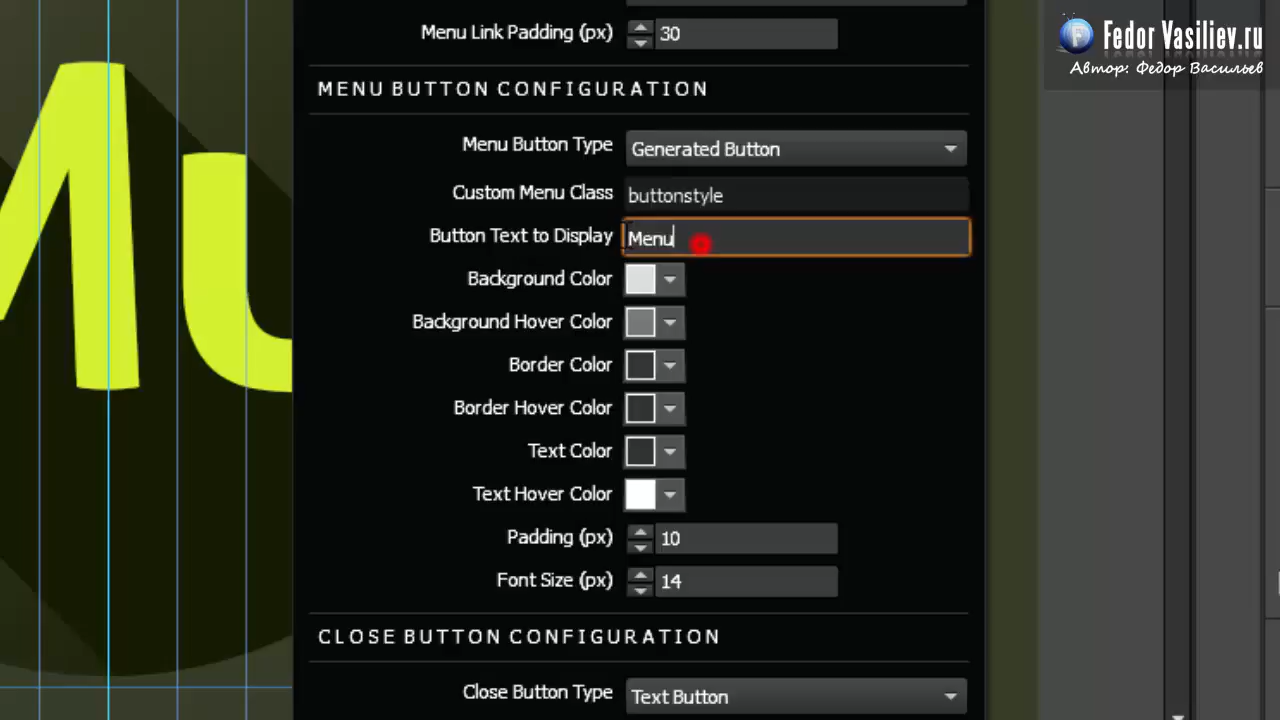 Fedor Vasiliev.ru
Автор: Федор Васильев
Mu
Menu Link Padding (px) 30
MENU BUTTON CONFIGURATION
Menu Button Type Generated Button
Custom Menu Class buttonstyle
Button Text to Display Menu
Background Color
Background Hover Color
Border Color
Border Hover Color
Text Color
Text Hover Color
Padding (px) 10
Font Size (px) 14
CLOSE BUTTON CONFIGURATION
Close Button Type Text Button